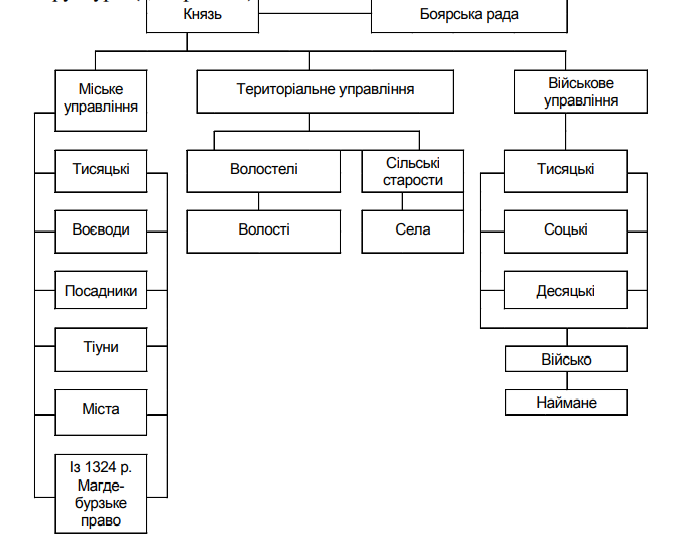 Князь
Боярська рада
Міське
управління
Територіальне управління
Військове
управління
Тисяцькі
Волостелі
Сільські
старости
Тисяцькі
Воєводи
Волості
Села
Соцькі
Посадники
Десяцькі
Тіуни
Військо
Міста
Наймане
Із 1324 р.
Магде-
бурзьке
право